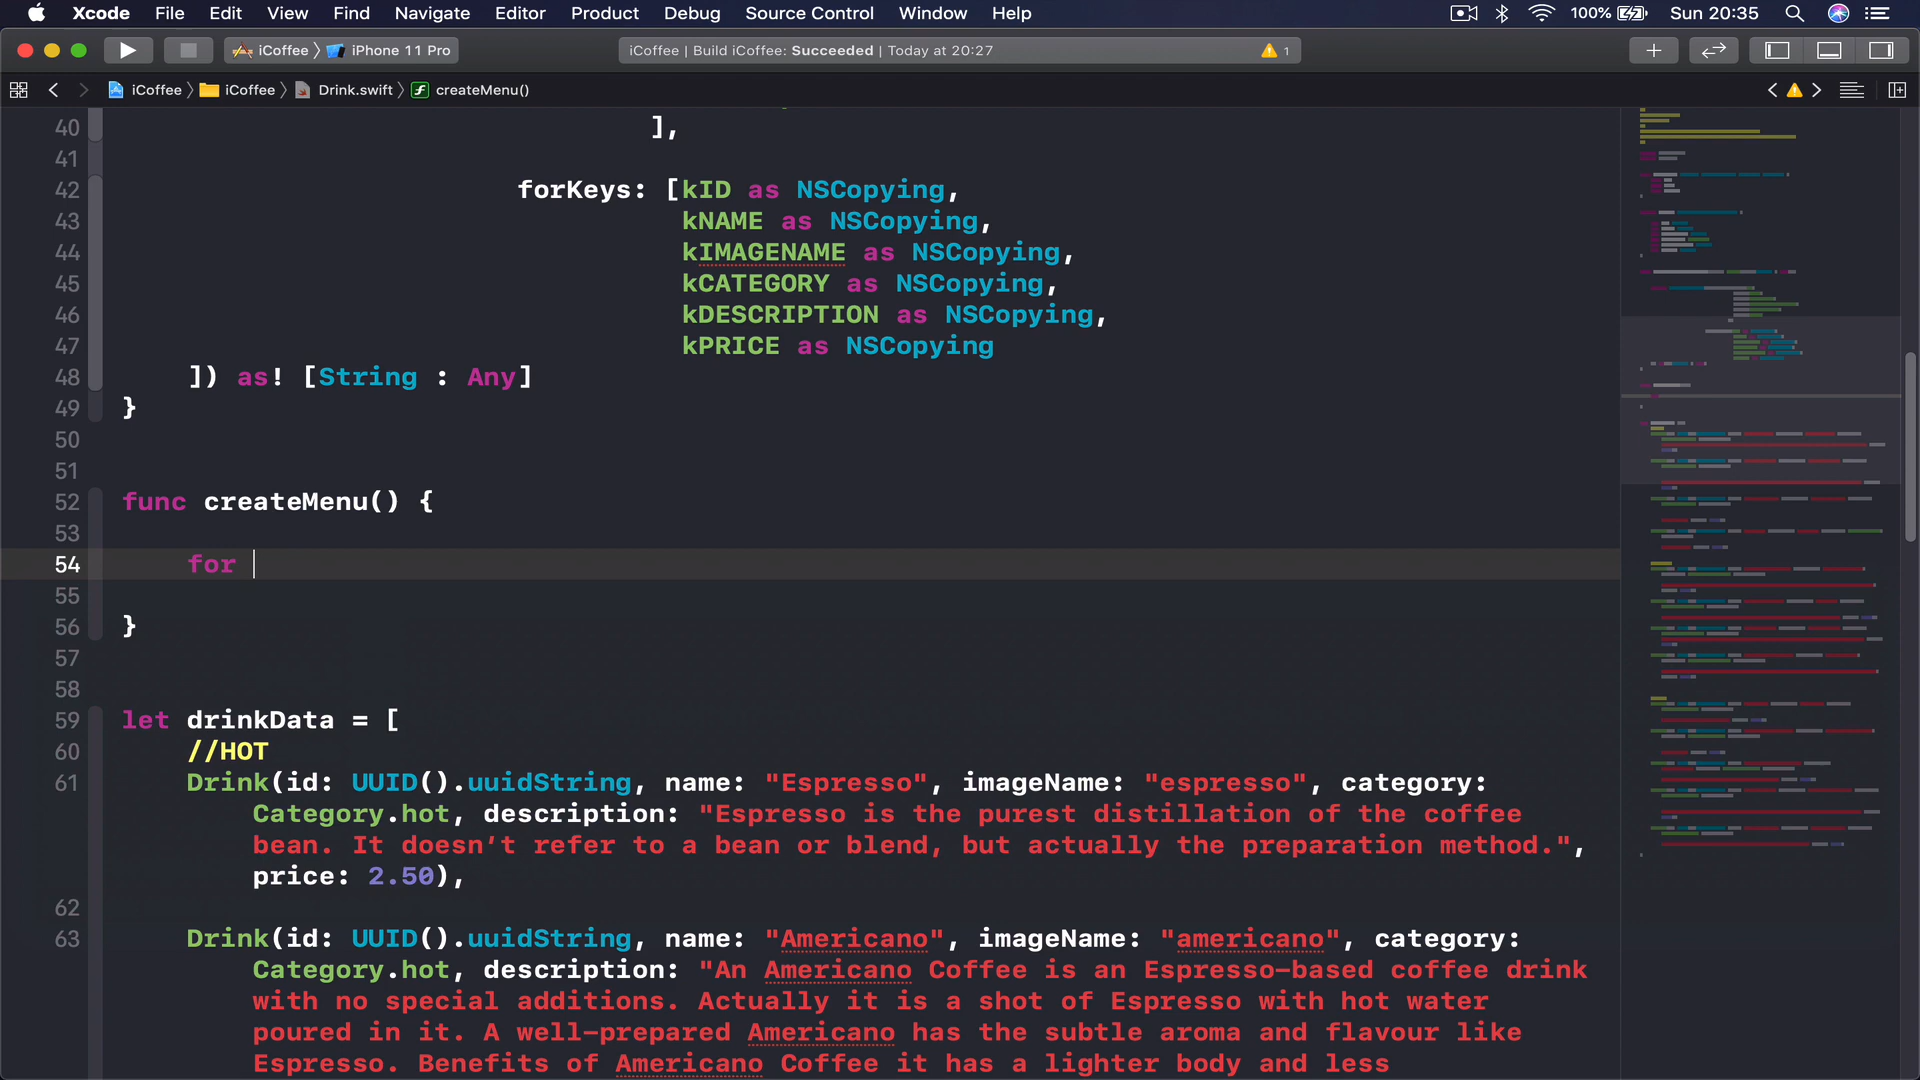 Xcode File Edit View Find Navigate Editor Product Debug Source Control Window Help 100% Sun 20:35
iCoffee iPhone 11 Pro iCoffee | Build iCoffee: Succeeded | Today at 20:27 1
iCoffee iCoffee Drink.swift createMenu()
40 ],
41
42 forKeys: [kID as NSCopying,
43 kNAME as NSCopying,
44 kIMAGENAME as NSCopying,
45 kCATEGORY as NSCopying,
46 kDESCRIPTION as NSCopying,
47 kPRICE as NSCopying
48 ]) as! [String : Any]
49 }
50
51
52 func createMenu() {
53
54 for
55
56 }
57
58
59 let drinkData = [
60 //HOT
61 Drink(id: UUID().uuidString, name: "Espresso", imageName: "espresso", category:
Category.hot, description: "Espresso is the purest distillation of the coffee
bean. It doesn’t refer to a bean or blend, but actually the preparation method.",
price: 2.50),
62
63 Drink(id: UUID().uuidString, name: "Americano", imageName: "americano", category:
Category.hot, description: "An Americano Coffee is an Espresso-based coffee drink
with no special additions. Actually it is a shot of Espresso with hot water
poured in it. A well-prepared Americano has the subtle aroma and flavour like
Espresso. Benefits of Americano Coffee it has a lighter body and less